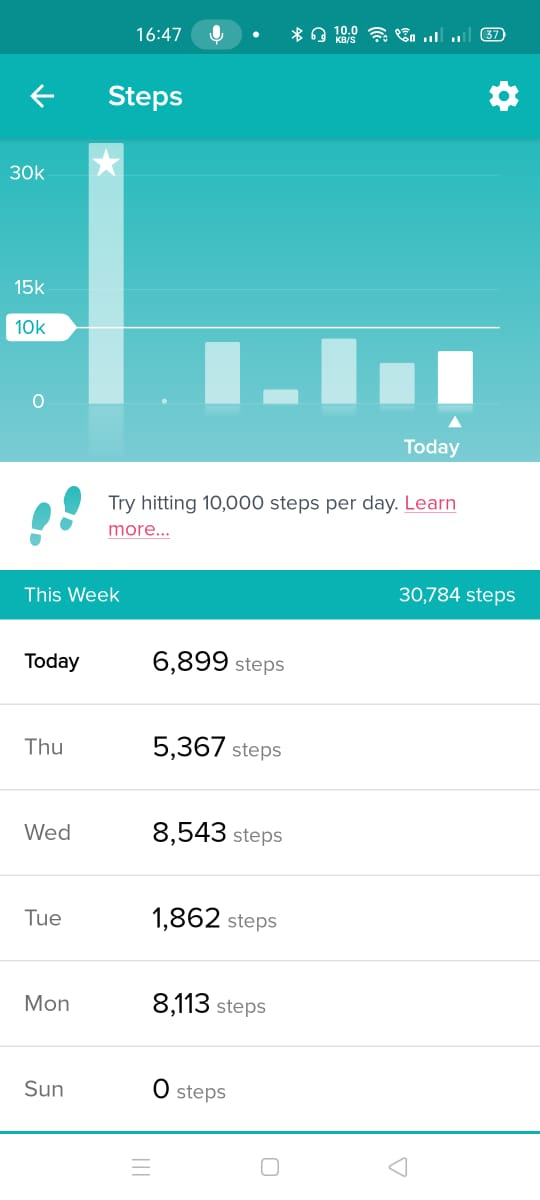 16:47
10.0
KB/S
37
Steps
30k
15k
10k
0
Today
Try hitting 10,000 steps per day. Learn
more...
This Week 30,784 steps
Today 6,899 steps
Thu 5,367 steps
Wed 8,543 steps
Tue 1,862 steps
Mon 8,113 steps
Sun 0 steps